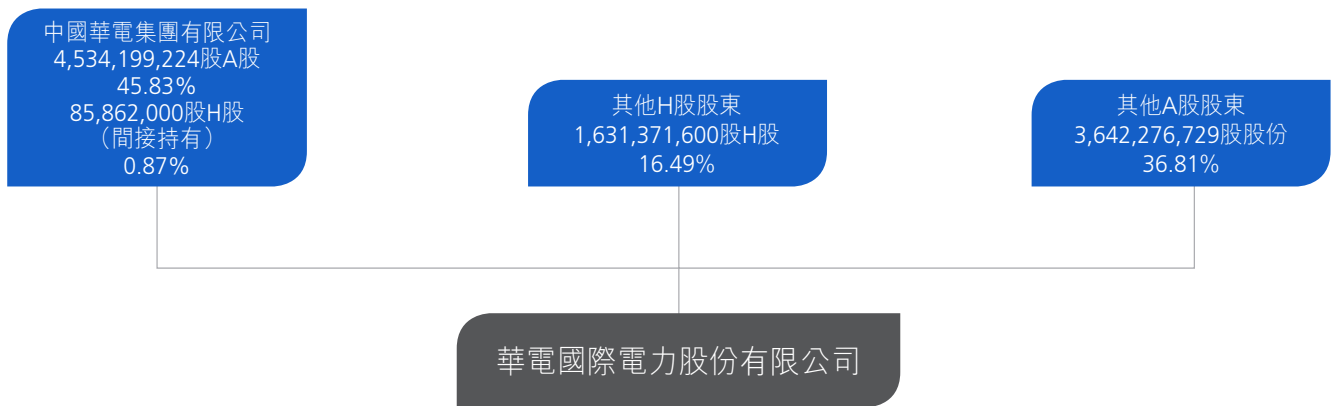 中國華電集團有限公司
4,534,199,224股A股
45.83%
85,862,000股H股
（間接持有）
0.87%
其他H股股東
1,631,371,600股H股
16.49%
其他A股股東
3,642,276,729股股份
36.81%
華電國際電力股份有限公司